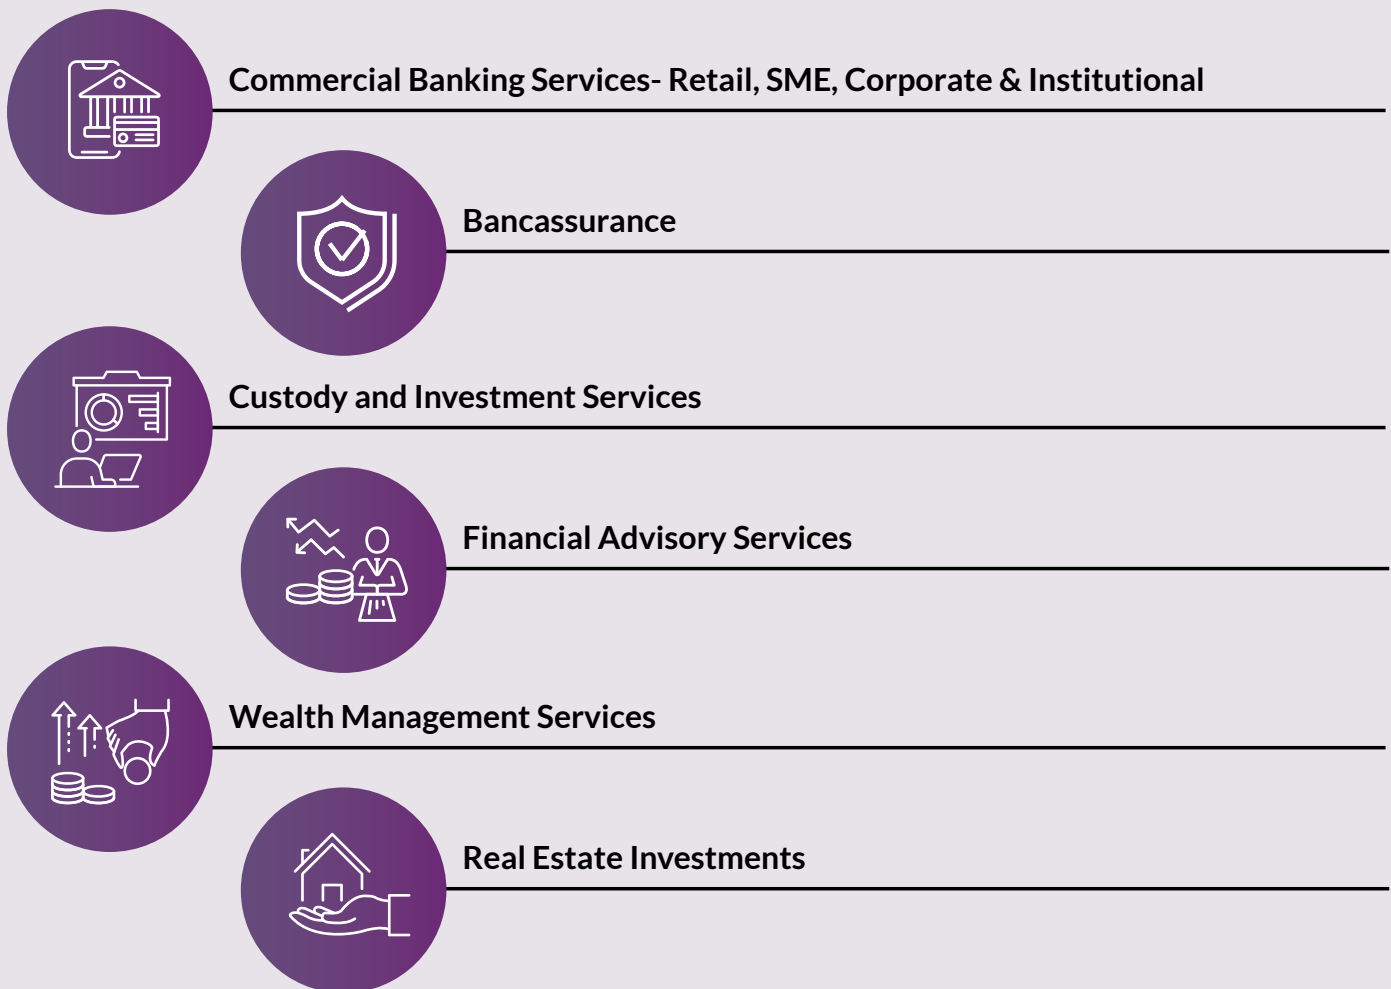 Commercial Banking Services- Retail, SME, Corporate & Institutional
Bancassurance
Custody and Investment Services
Financial Advisory Services
Wealth Management Services
Real Estate Investments